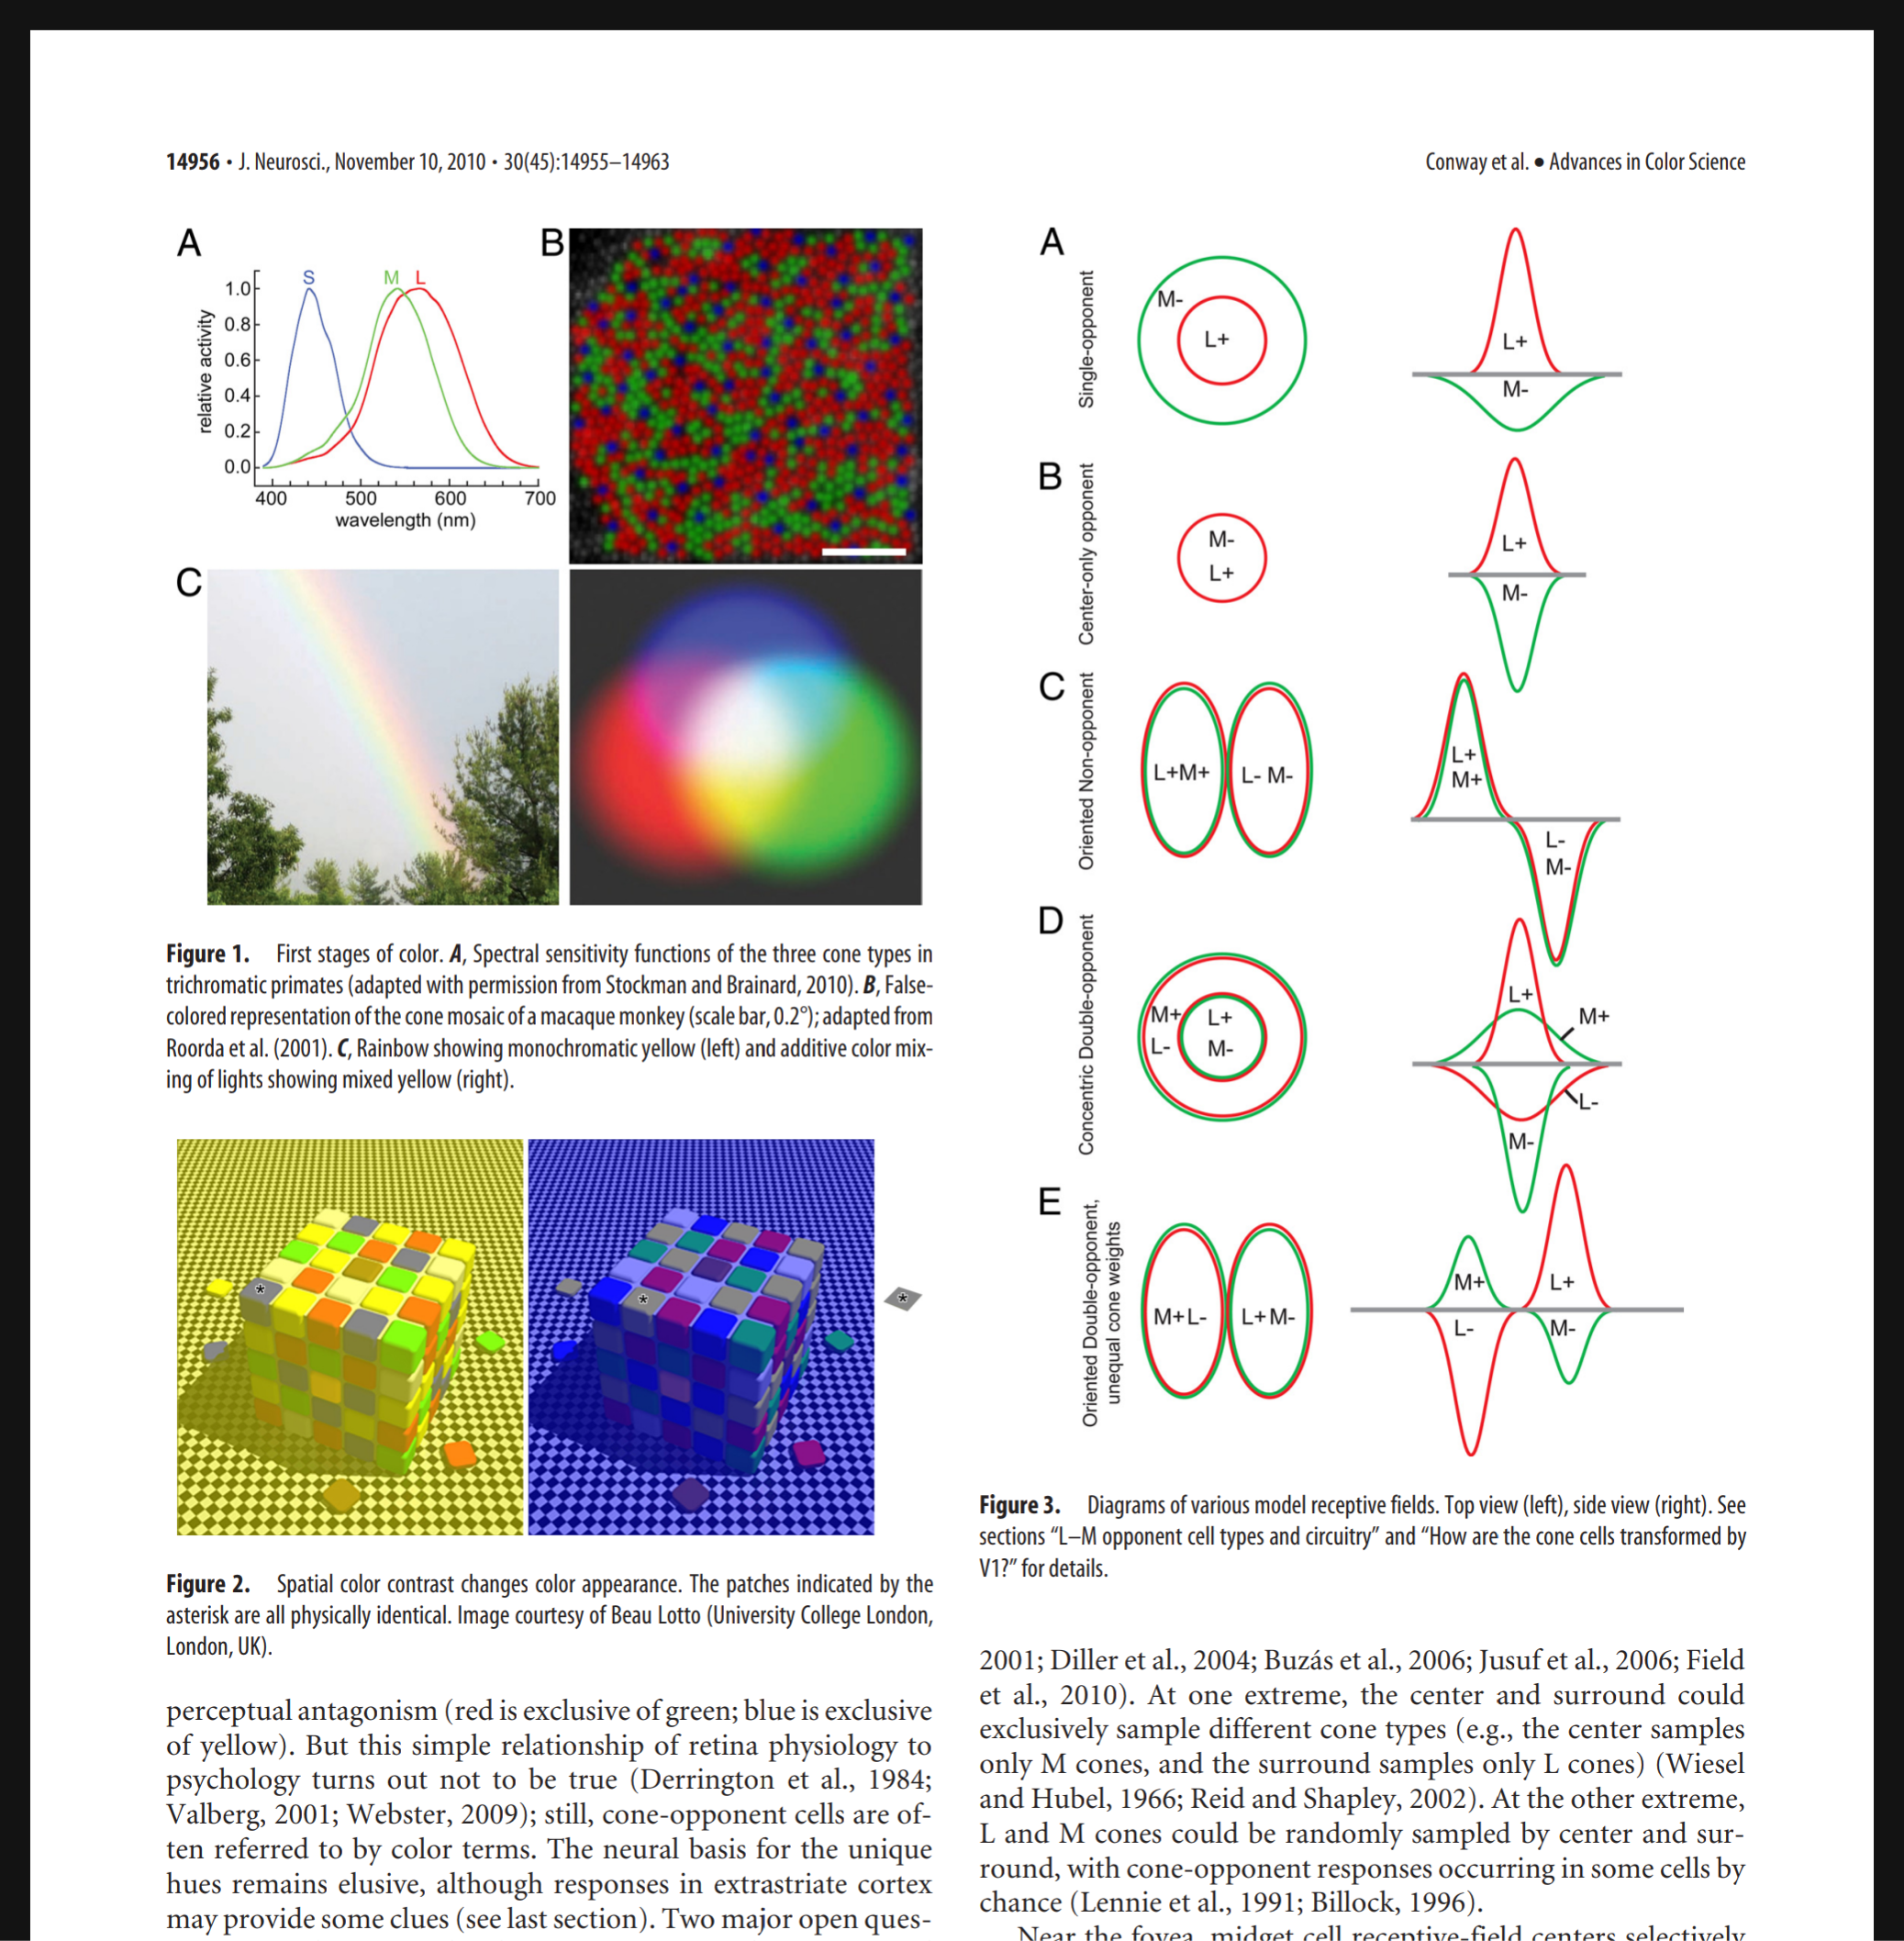 14956 • J. Neurosci., November 10, 2010 • 30(45):14955–14963
Conway et al. • Advances in Color Science
A
S
M
L
1.0
0.8
0.6
0.4
0.2
0.0
relative activity
400
500
600
700
wavelength (nm)
B
C
Figure 1. First stages of color. A, Spectral sensitivity functions of the three cone types in
trichromatic primates (adapted with permission from Stockman and Brainard, 2010). B, False-
colored representation of the cone mosaic of a macaque monkey (scale bar, 0.2°); adapted from
Roorda et al. (2001). C, Rainbow showing monochromatic yellow (left) and additive color mix-
ing of lights showing mixed yellow (right).
*
*
*
Figure 2. Spatial color contrast changes color appearance. The patches indicated by the
asterisk are all physically identical. Image courtesy of Beau Lotto (University College London,
London, UK).
perceptual antagonism (red is exclusive of green; blue is exclusive
of yellow). But this simple relationship of retina physiology to
psychology turns out not to be true (Derrington et al., 1984;
Valberg, 2001; Webster, 2009); still, cone-opponent cells are of-
ten referred to by color terms. The neural basis for the unique
hues remains elusive, although responses in extrastriate cortex
may provide some clues (see last section). Two major open ques-
A
Single-opponent
M-
L+
L+
M-
B
Center-only opponent
M-
L+
L+
M-
C
Oriented Non-opponent
L+M+
L- M-
L+
M+
L-
M-
D
Concentric Double-opponent
M+
L-
L+
M-
L+
M+
L-
M-
E
Oriented Double-opponent,
unequal cone weights
M+L-
L+M-
M+
L+
L-
M-
Figure 3. Diagrams of various model receptive fields. Top view (left), side view (right). See
sections “L–M opponent cell types and circuitry” and “How are the cone cells transformed by
V1?” for details.
2001; Diller et al., 2004; Buzás et al., 2006; Jusuf et al., 2006; Field
et al., 2010). At one extreme, the center and surround could
exclusively sample different cone types (e.g., the center samples
only M cones, and the surround samples only L cones) (Wiesel
and Hubel, 1966; Reid and Shapley, 2002). At the other extreme,
L and M cones could be randomly sampled by center and sur-
round, with cone-opponent responses occurring in some cells by
chance (Lennie et al., 1991; Billock, 1996).
Near the fovea, midget cell receptive-field centers selectively